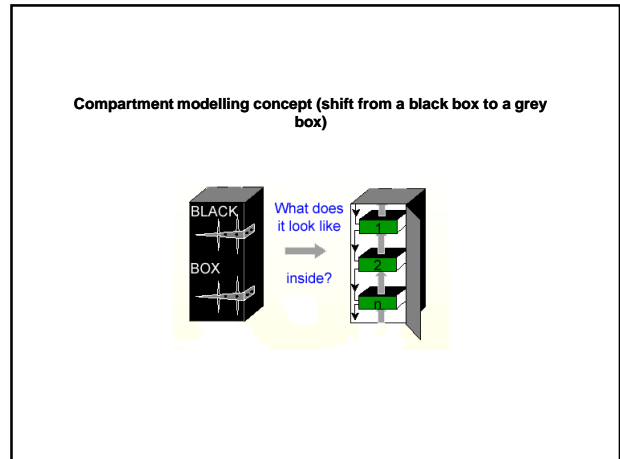 Compartment modelling concept (shift from a black box to a grey
box)
BLACK
BOX
What does
it look like
inside?
1
2
n